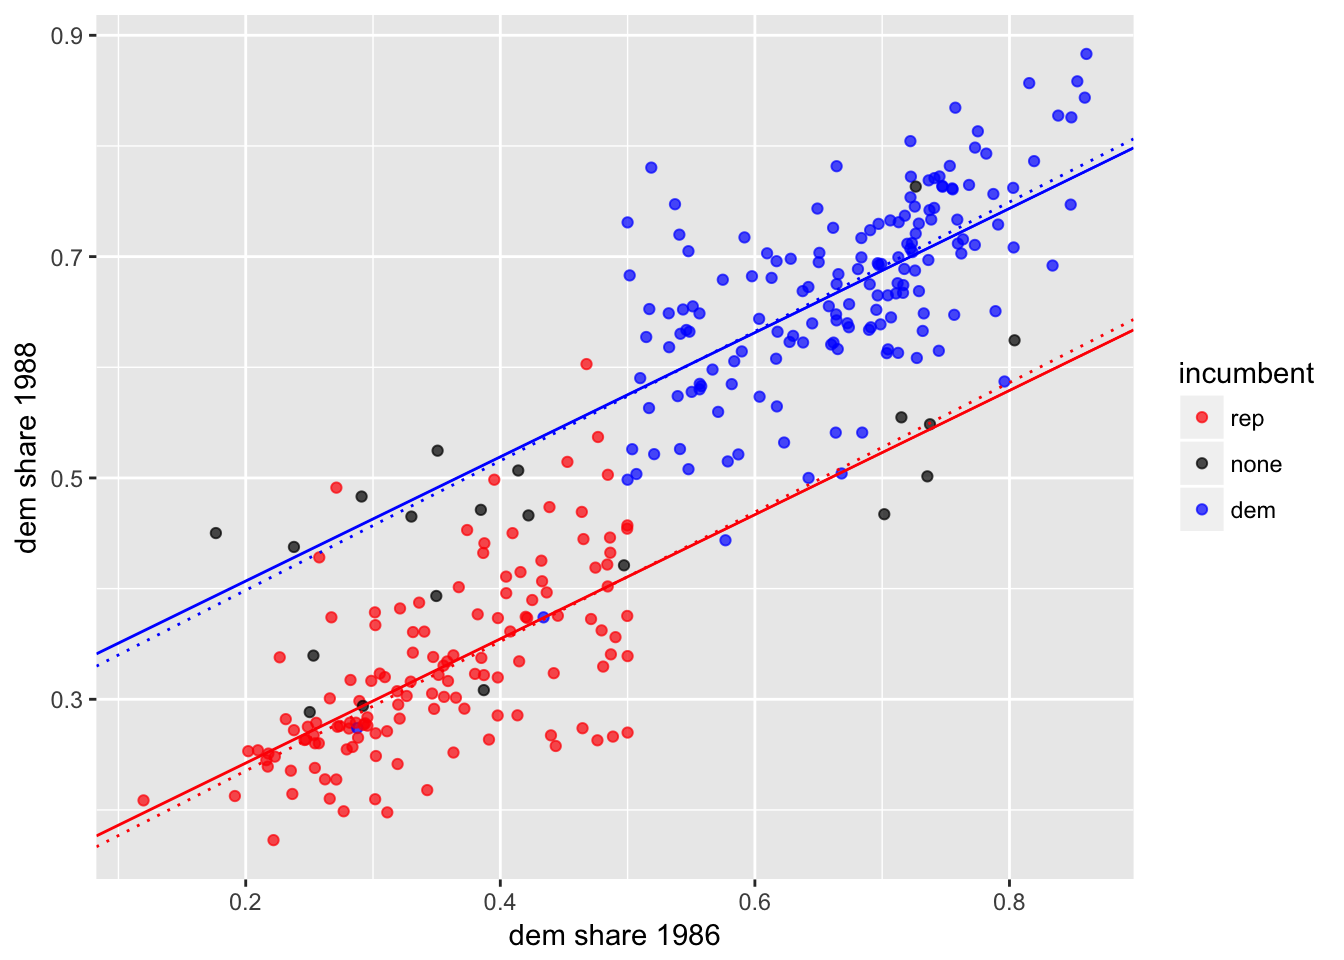 0.9
0.7
0.5
0.3
dem share 1988
0.2
0.4
0.6
0.8
dem share 1986
incumbent
rep
none
dem